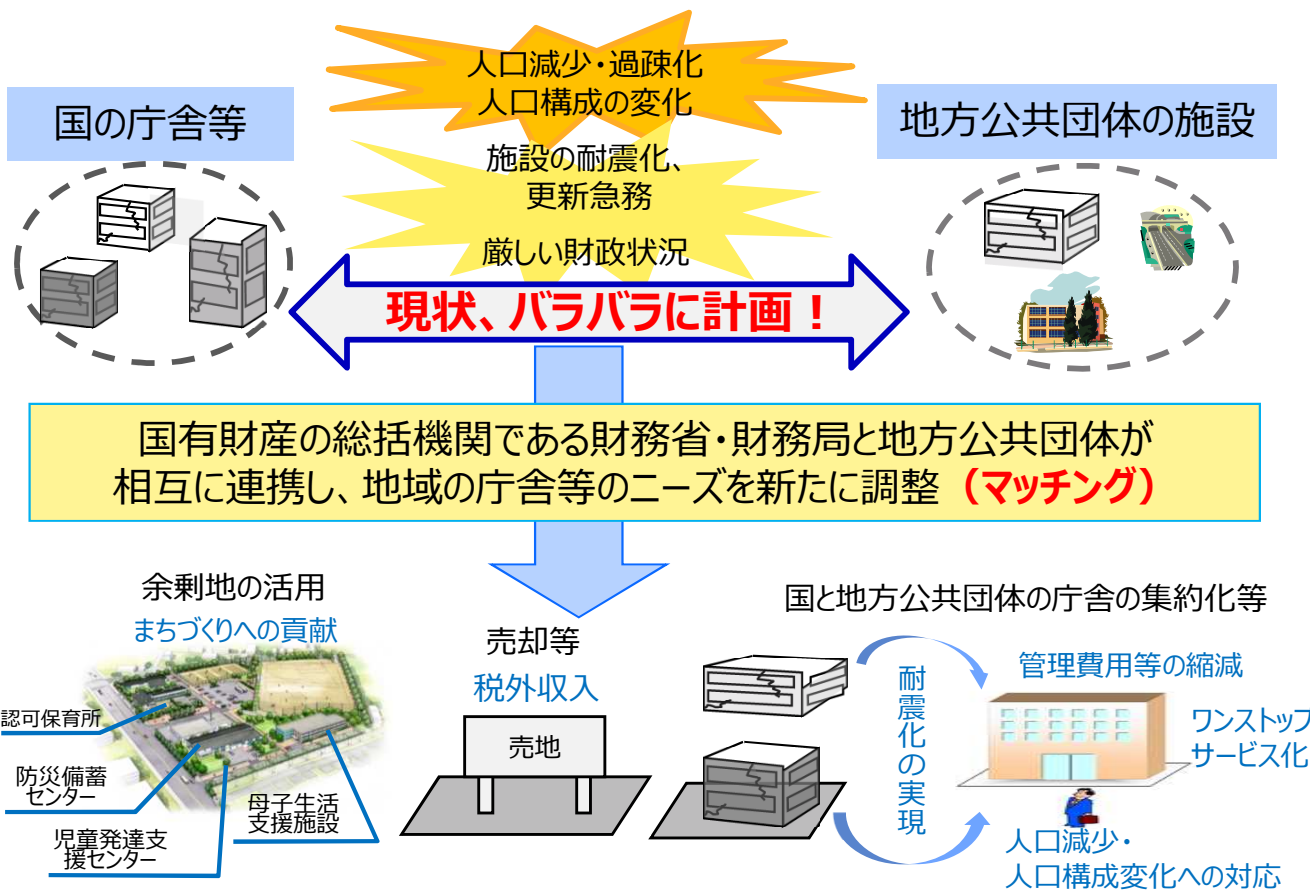 人口減少・過疎化
人口構成の変化
国の庁舎等
地方公共団体の施設
施設の耐震化、
更新急務
厳しい財政状況
現状、バラバラに計画！
国有財産の総括機関である財務省・財務局と地方公共団体が
相互に連携し、地域の庁舎等のニーズを新たに調整（マッチング）
余剰地の活用
まちづくりへの貢献
認可保育所
防災備蓄
センター
児童発達支
援センター
母子生活
支援施設
売却等
税外収入
売地
国と地方公共団体の庁舎の集約化等
耐震化の実現
管理費用等の縮減
ワンストップ
サービス化
人口減少・
人口構成変化への対応